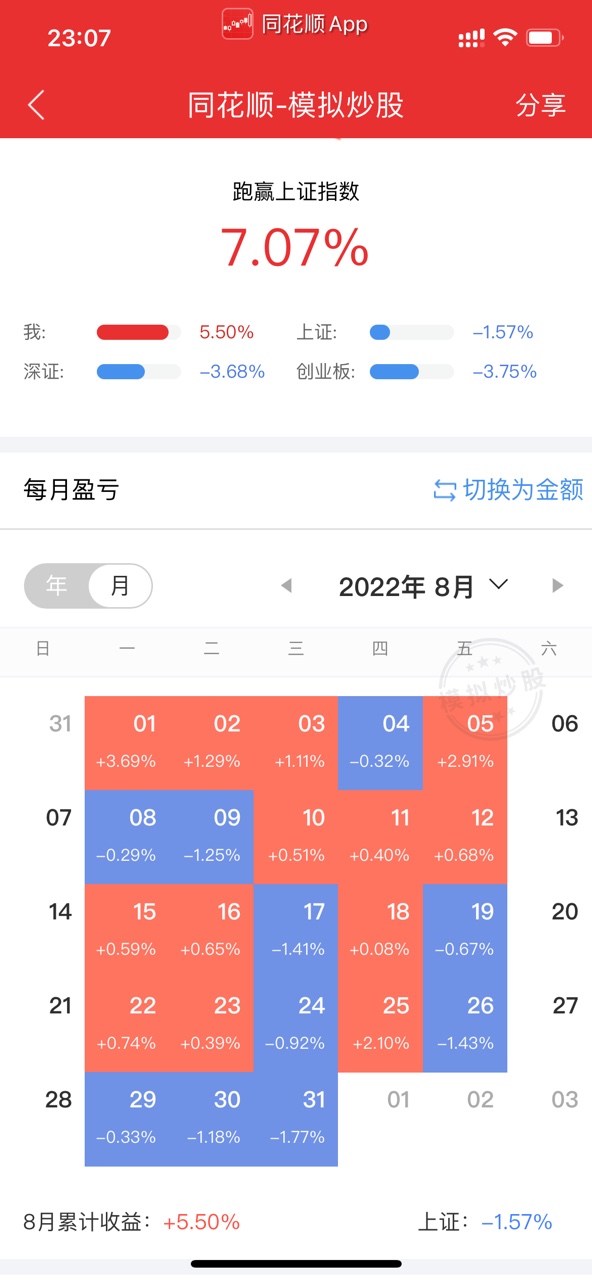 23:07
同花顺App
同花顺-模拟炒股
分享
跑赢上证指数
7.07%
我: 5.50% 上证: -1.57%
深证: -3.68% 创业板: -3.75%
每月盈亏 切换为金额
年 月 2022年 8月
日 一 二 三 四 五 六
模拟炒股
31 01 02 03 04 05 06
+3.69% +1.29% +1.11% -0.32% +2.91%
07 08 09 10 11 12 13
-0.29% -1.25% +0.51% +0.40% +0.68%
14 15 16 17 18 19 20
+0.59% +0.65% -1.41% +0.08% -0.67%
21 22 23 24 25 26 27
+0.74% +0.39% -0.92% +2.10% -1.43%
28 29 30 31 01 02 03
-0.33% -1.18% -1.77%
8月累计收益: +5.50% 上证: -1.57%